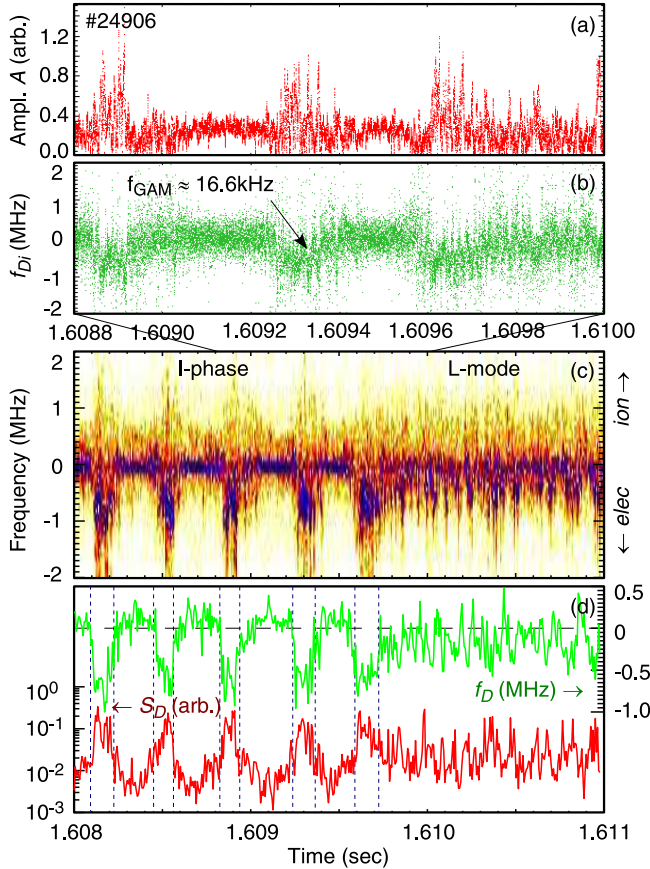 #24906
(a)
Ampl. A (arb.)
1.2
0.8
0.4
0.0
(b)
f_GAM ≈ 16.6kHz
f_Di (MHz)
2
1
0
-1
-2
1.6088 1.6090 1.6092 1.6094 1.6096 1.6098 1.6100
I-phase L-mode (c)
Frequency (MHz)
2
1
0
-1
-2
ion →
← elec
(d)
0.5
0
-0.5
-1.0
f_D (MHz) →
← S_D (arb.)
10^0
10^-1
10^-2
10^-3
1.608 1.609 1.610 1.611
Time (sec)